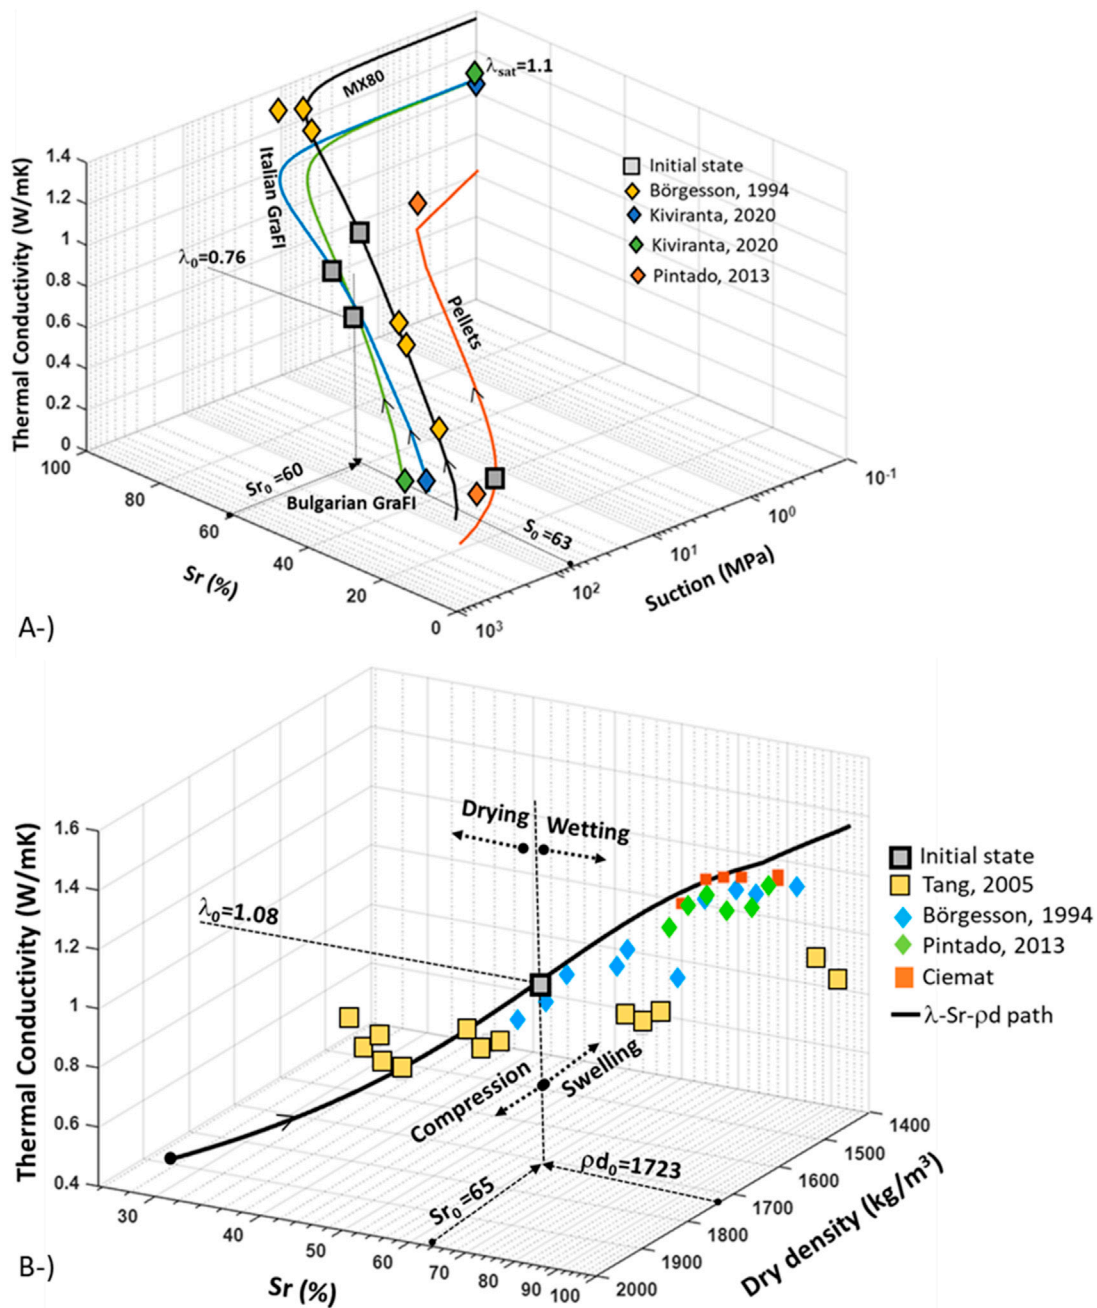 MX80
λsat=1.1
1.4
1.2
1
0.8
0.6
0.4
0.2
0
Thermal Conductivity (W/mK)
Italian GraFI
Initial state
Börgesson, 1994
Kiviranta, 2020
Kiviranta, 2020
Pintado, 2013
λ₀=0.76
Pellets
100
80
60
40
20
0
Sr (%)
Sr₀=60
Bulgarian GraFI
S₀=63
10⁻¹
10⁰
10¹
10²
10³
Suction (MPa)
A-)
1.6
1.4
1.2
1
0.8
0.6
0.4
Thermal Conductivity (W/mK)
Drying
Wetting
λ₀=1.08
Initial state
Tang, 2005
Börgesson, 1994
Pintado, 2013
Ciemat
λ-Sr-ρd path
Compression
Swelling
Sr₀=65
ρd₀=1723
30
40
50
60
70
80
90
100
Sr (%)
1400
1500
1600
1700
1800
1900
2000
Dry density (kg/m³)
B-)